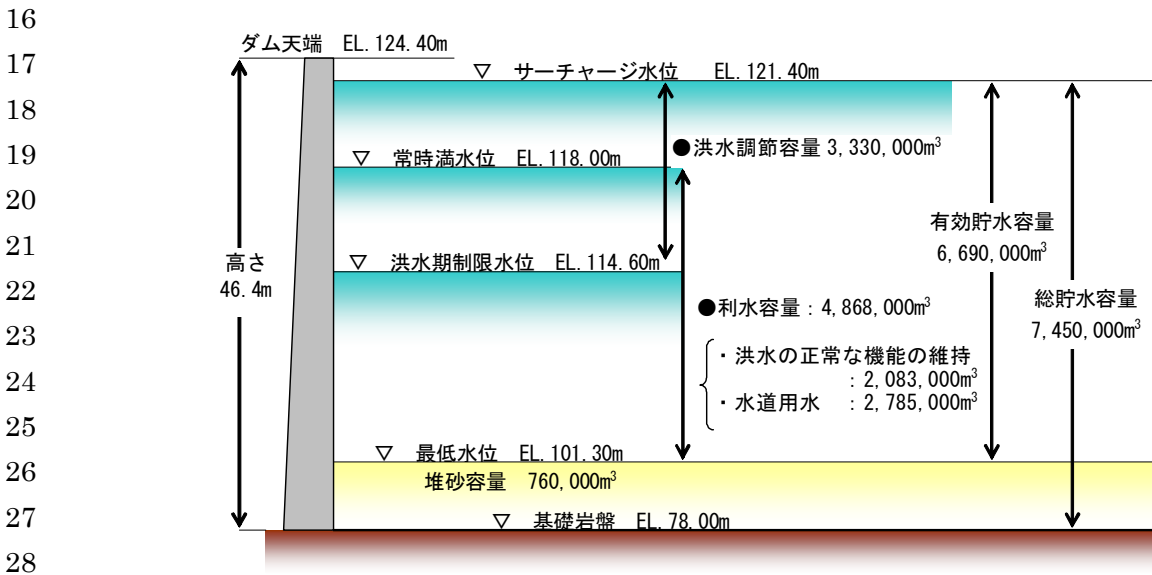 16
ダム天端 EL.124.40m
17
▽ サーチャージ水位 EL.121.40m
18
●洪水調節容量 3,330,000m³
19
▽ 常時満水位 EL.118.00m
20
有効貯水容量
6,690,000m³
21
▽ 洪水期制限水位 EL.114.60m
高さ
46.4m
22
総貯水容量
7,450,000m³
●利水容量：4,868,000m³
23
・洪水の正常な機能の維持
：2,083,000m³
24
・水道用水 ：2,785,000m³
25
▽ 最低水位 EL.101.30m
26
堆砂容量 760,000m³
27
▽ 基礎岩盤 EL.78.00m
28